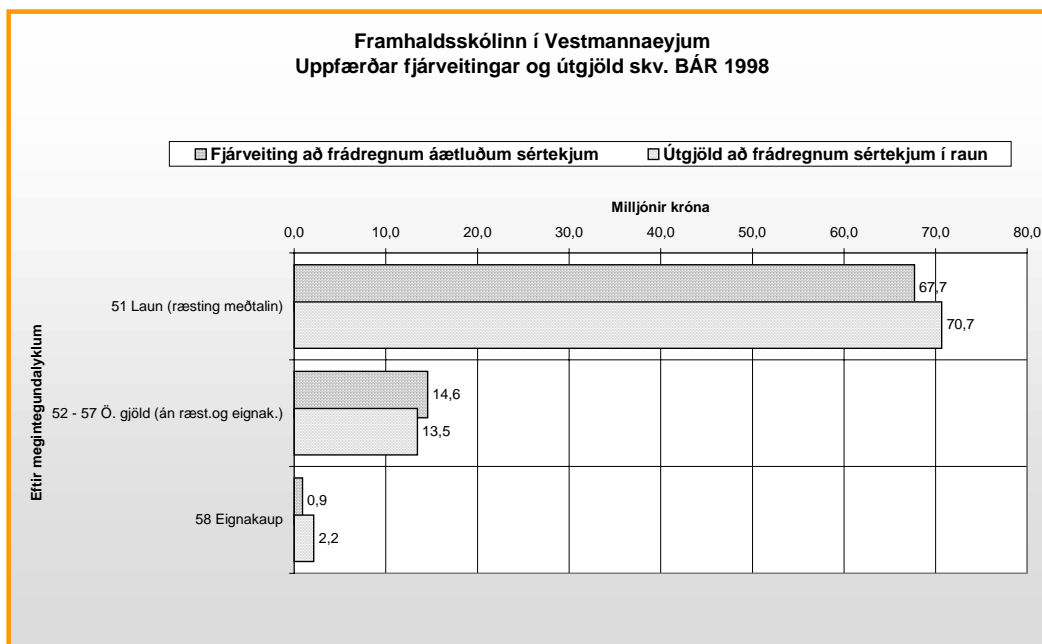 Framhaldsskólinn í Vestmannaeyjum
Uppfærðar fjárveitingar og útgjöld skv. BÁR 1998
Fjárveiting að frádregnum áætluðum sértekjum
Útgjöld að frádregnum sértekjum í raun
Milljónir króna
0,0 10,0 20,0 30,0 40,0 50,0 60,0 70,0 80,0
Eftir megintegundalyklum
51 Laun (ræsting meðtalin)
67,7
70,7
52 - 57 Ö. gjöld (án ræst.og eignak.)
14,6
13,5
58 Eignakaup
0,9
2,2